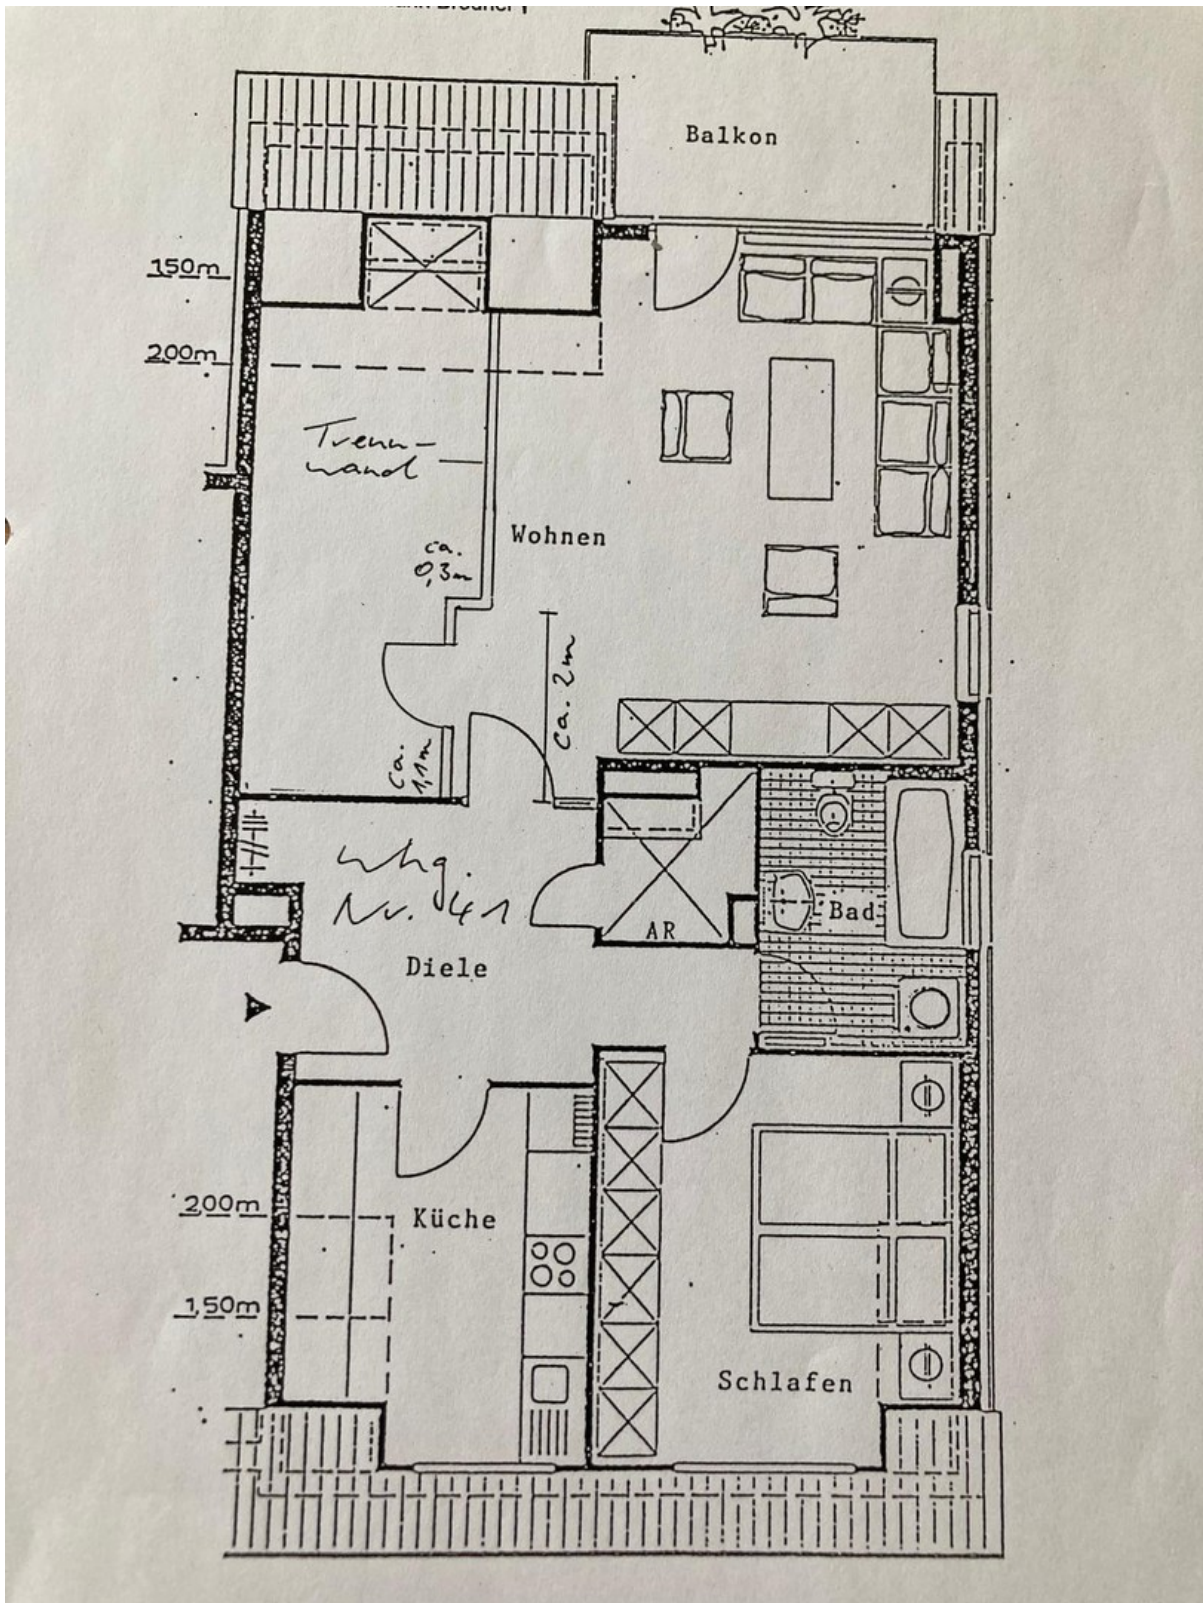 Balkon
150m
200m
Trenn-
wand
Wohnen
ca.
0,3m
ca. 2m
ca.
1,1m
Whg.
Nr. 41
AR
Bad
Diele
200m
Küche
1,50m
Schlafen